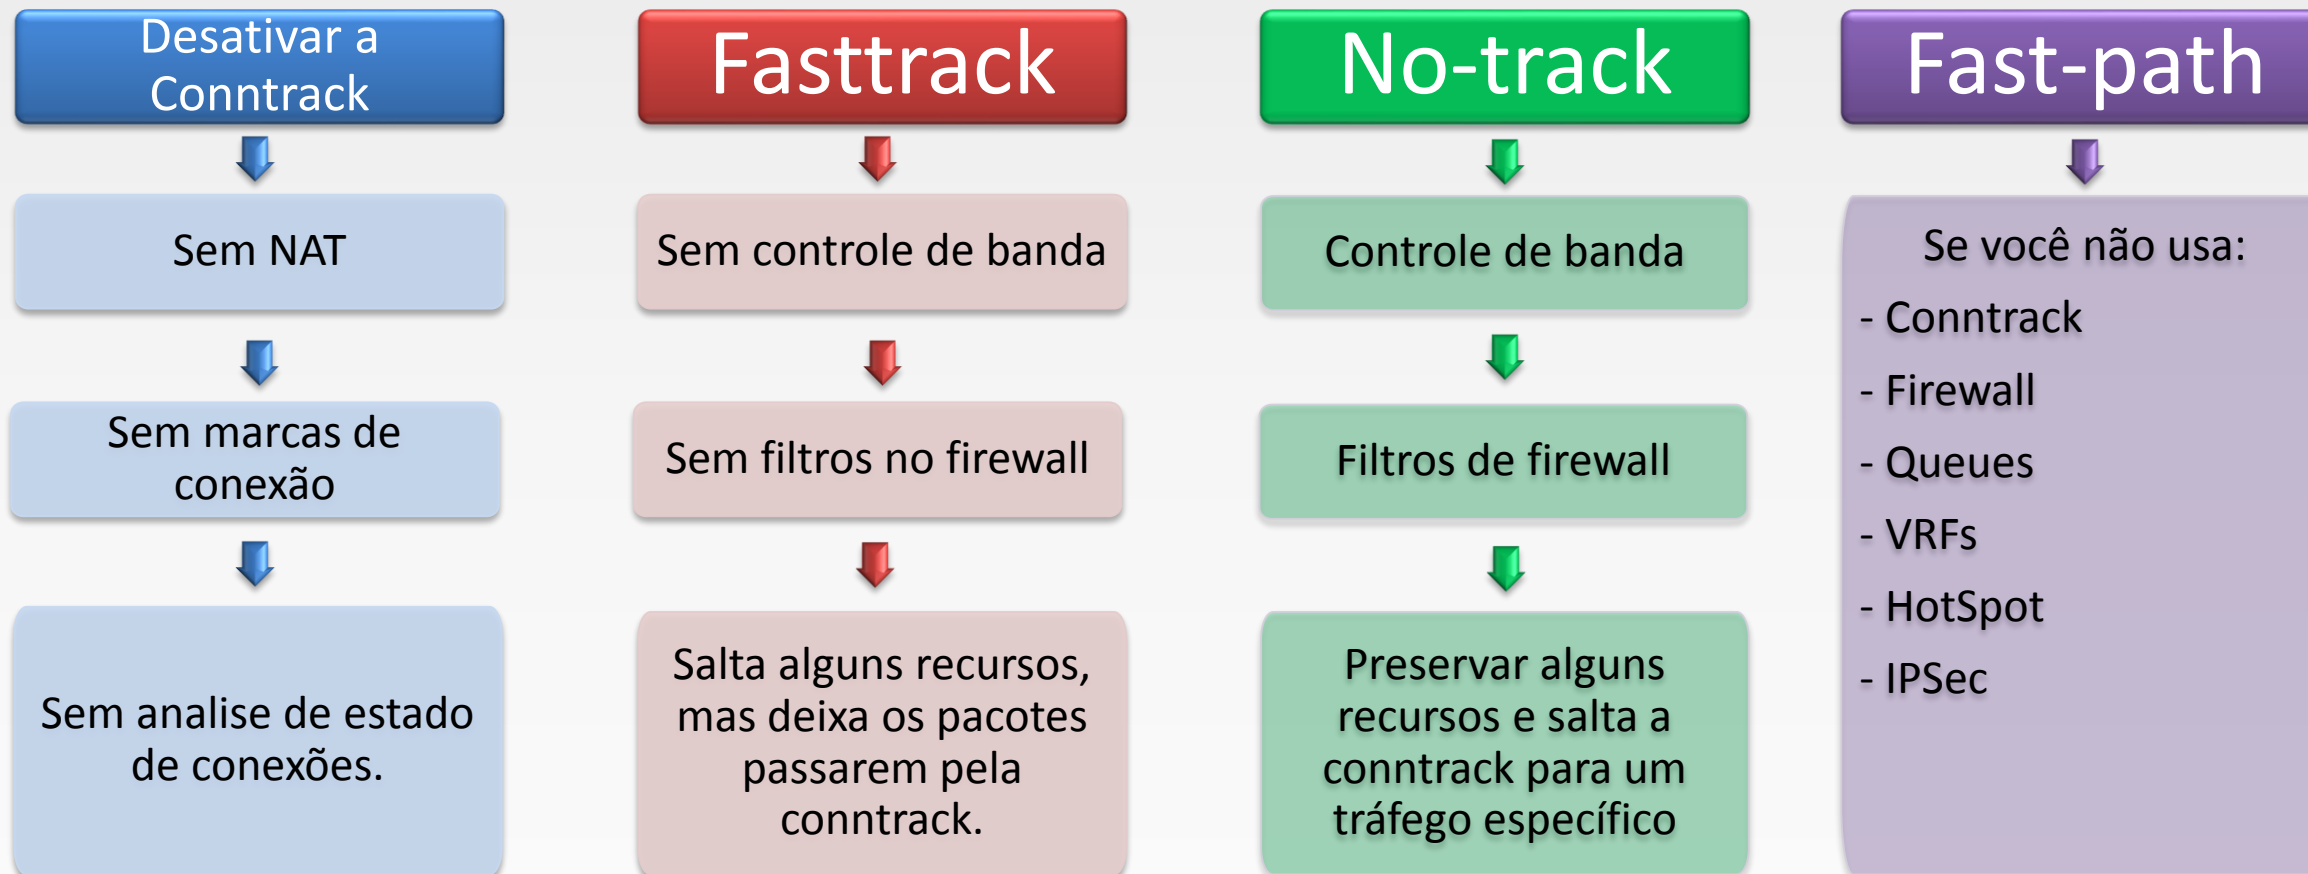 Desativar a
Conntrack
Sem NAT
Sem marcas de
conexão
Sem analise de estado
de conexões.
Fasttrack
Sem controle de banda
Sem filtros no firewall
Salta alguns recursos,
mas deixa os pacotes
passarem pela
conntrack.
No-track
Controle de banda
Filtros de firewall
Preservar alguns
recursos e salta a
conntrack para um
tráfego específico
Fast-path
Se você não usa:
- Conntrack
- Firewall
- Queues
- VRFs
- HotSpot
- IPSec